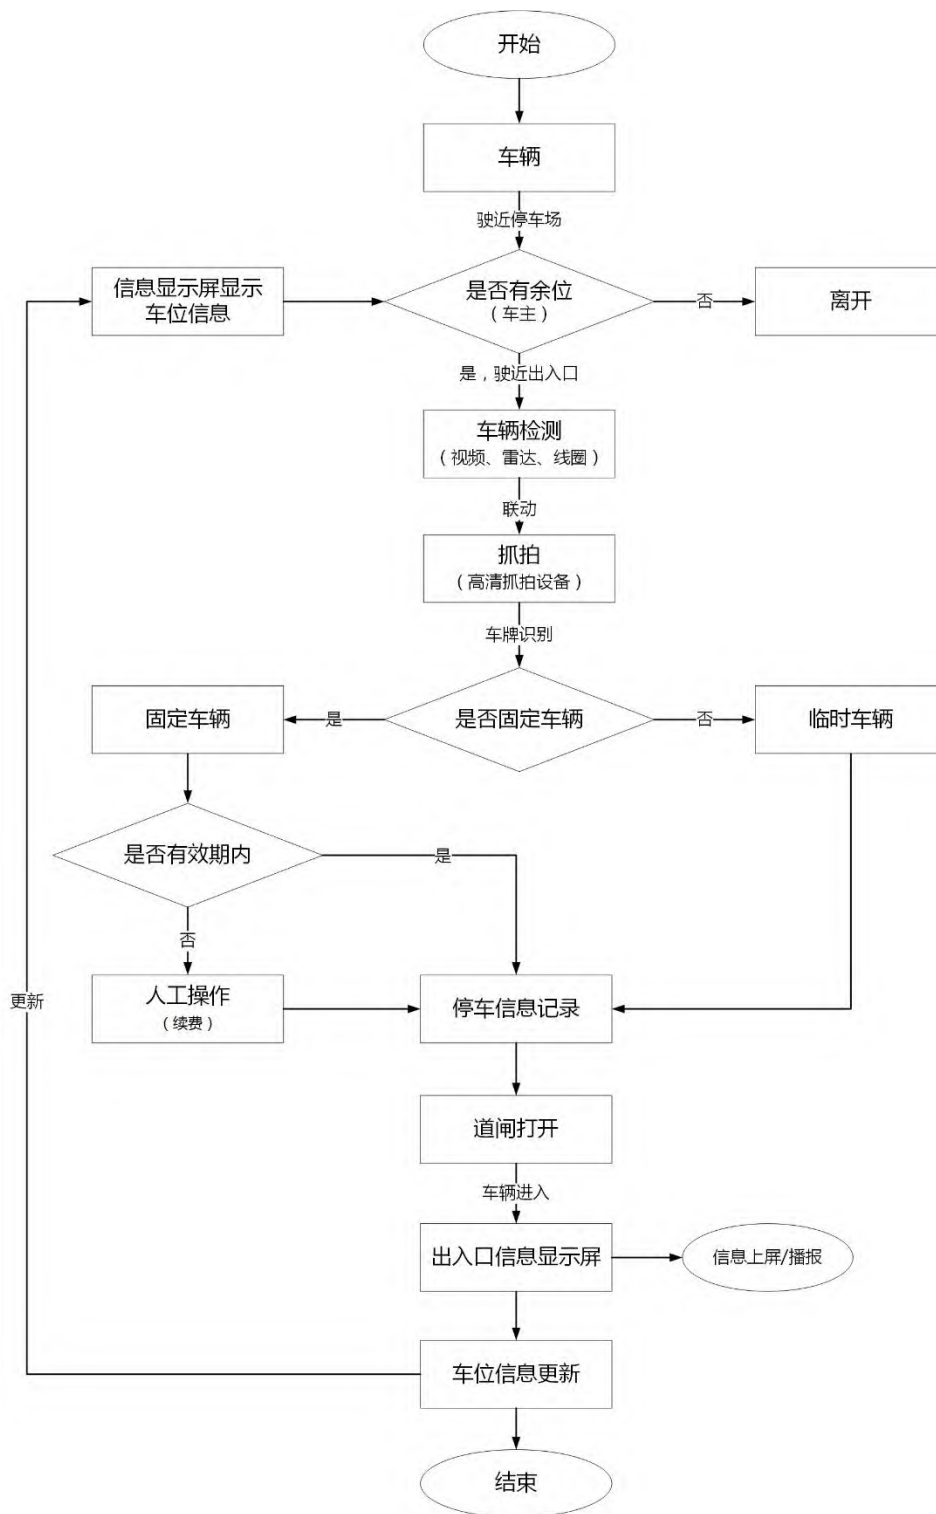 开始
车辆
驶近停车场
信息显示屏显示
车位信息
是否有余位
（车主）
否
离开
是，驶近出入口
车辆检测
（视频、雷达、线圈）
联动
抓拍
（高清抓拍设备）
车牌识别
固定车辆
是
是否固定车辆
否
临时车辆
是否有效期内
是
否
更新
人工操作
（续费）
停车信息记录
道闸打开
车辆进入
出入口信息显示屏
信息上屏/播报
车位信息更新
结束